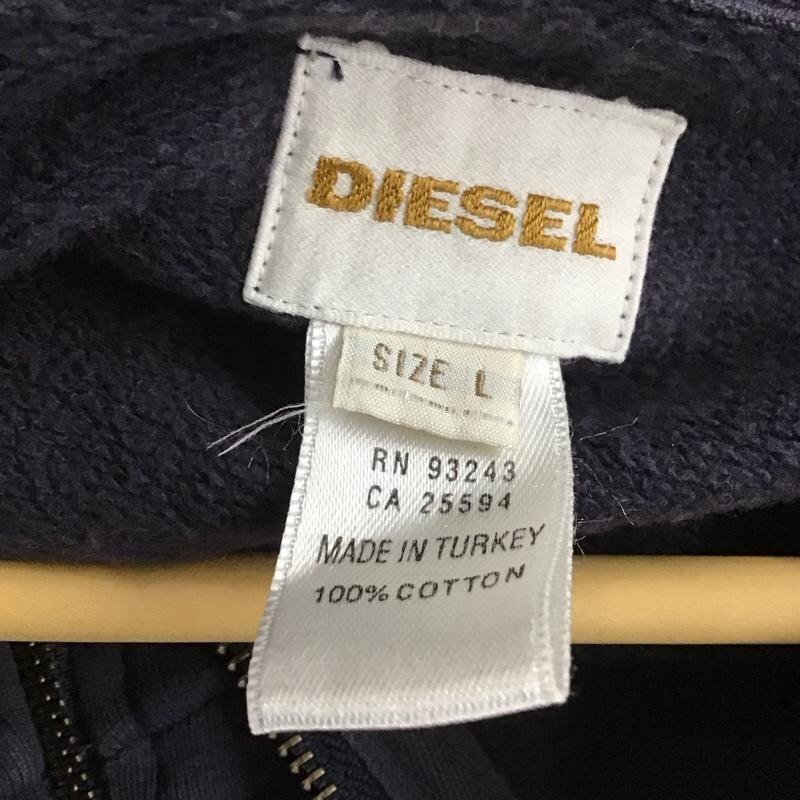 DIESEL
SIZE L
RN 93243
CA 25594
MADE IN TURKEY
100% COTTON